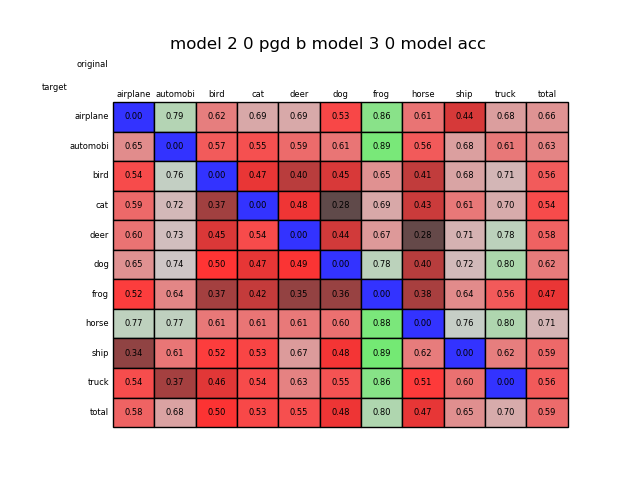 model 2 0 pgd b model 3 0 model acc
original
target
airplane automobi bird cat deer dog frog horse ship truck total
airplane 0.00 0.79 0.62 0.69 0.69 0.53 0.86 0.61 0.44 0.68 0.66
automobi 0.65 0.00 0.57 0.55 0.59 0.61 0.89 0.56 0.68 0.61 0.63
bird 0.54 0.76 0.00 0.47 0.40 0.45 0.65 0.41 0.68 0.71 0.56
cat 0.59 0.72 0.37 0.00 0.48 0.28 0.69 0.43 0.61 0.70 0.54
deer 0.60 0.73 0.45 0.54 0.00 0.44 0.67 0.28 0.71 0.78 0.58
dog 0.65 0.74 0.50 0.47 0.49 0.00 0.78 0.40 0.72 0.80 0.62
frog 0.52 0.64 0.37 0.42 0.35 0.36 0.00 0.38 0.64 0.56 0.47
horse 0.77 0.77 0.61 0.61 0.61 0.60 0.88 0.00 0.76 0.80 0.71
ship 0.34 0.61 0.52 0.53 0.67 0.48 0.89 0.62 0.00 0.62 0.59
truck 0.54 0.37 0.46 0.54 0.63 0.55 0.86 0.51 0.60 0.00 0.56
total 0.58 0.68 0.50 0.53 0.55 0.48 0.80 0.47 0.65 0.70 0.59